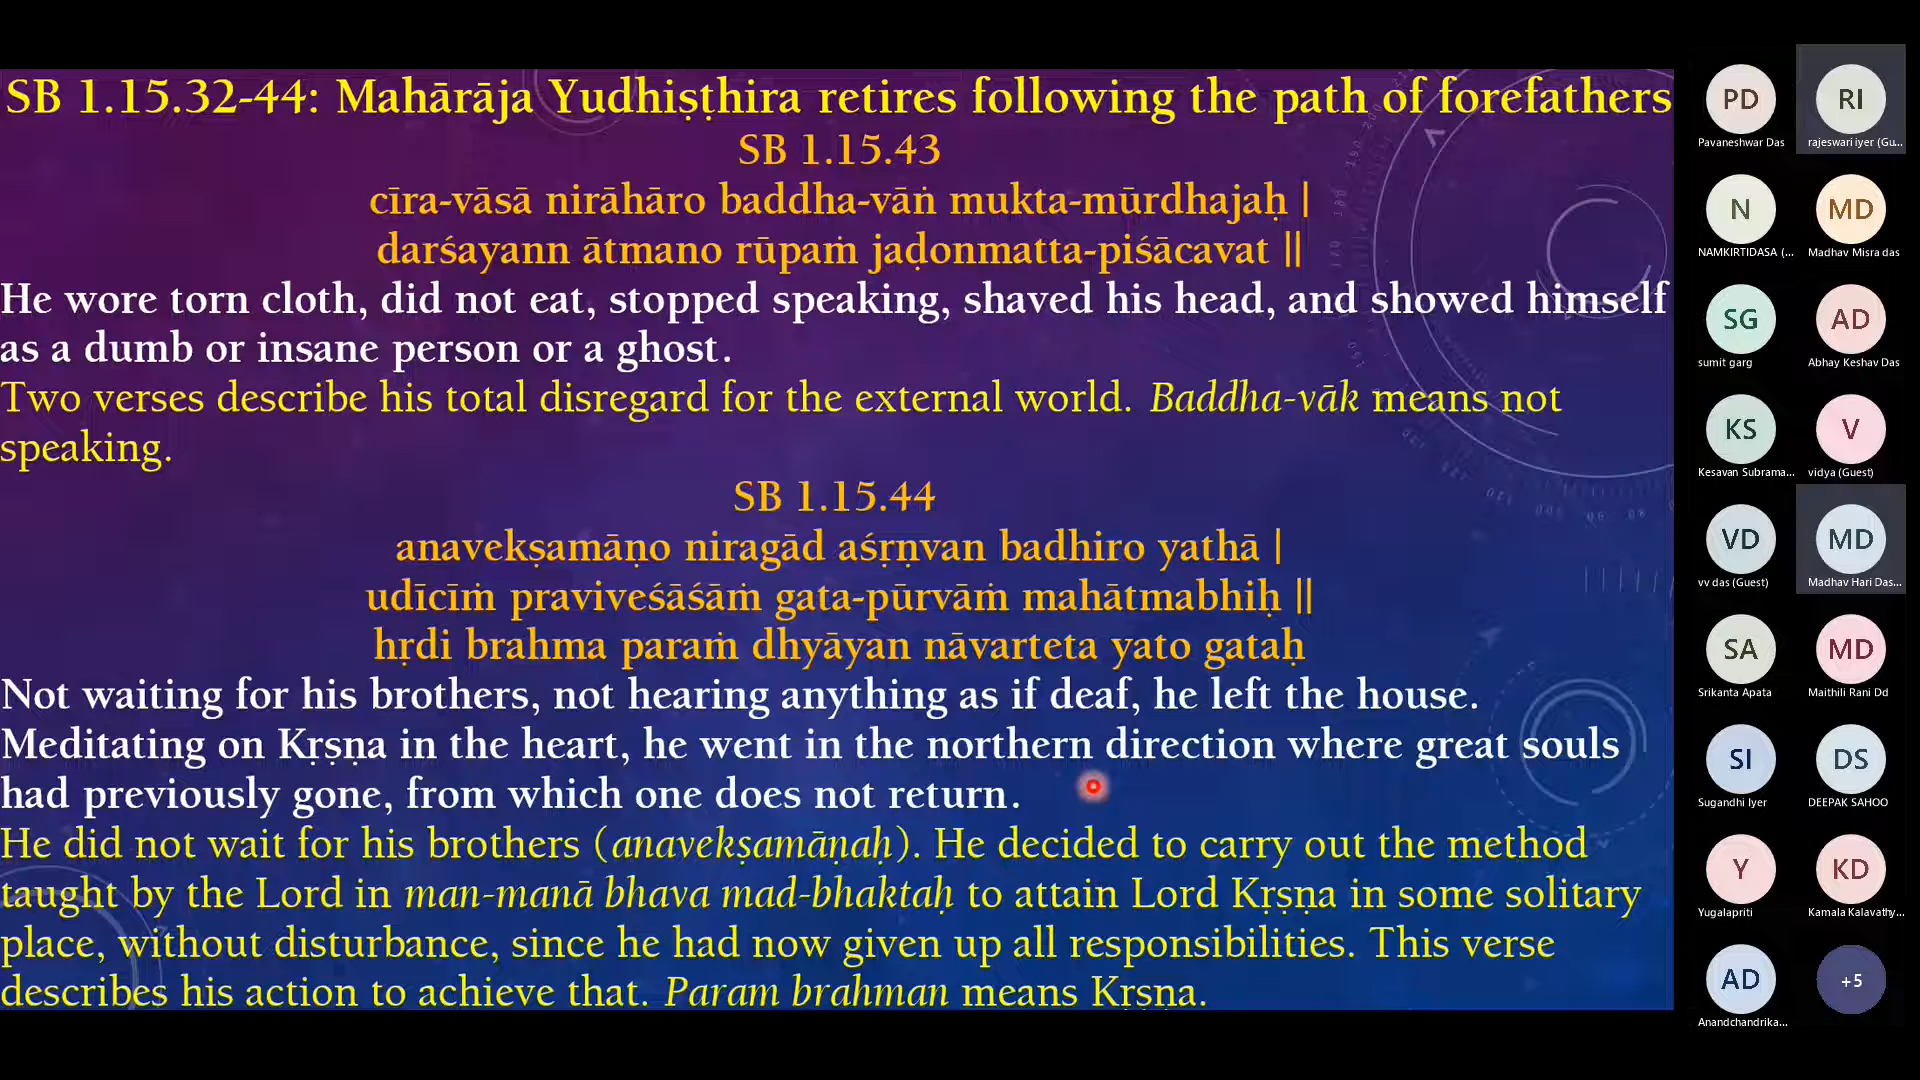 SB 1.15.32-44: Mahārāja Yudhiṣṭhira retires following the path of forefathers
SB 1.15.43
cīra-vāsā nirāhāro baddha-vāṅ mukta-mūrdhajaḥ |
darśayann ātmano rūpaṁ jaḍonmatta-piśācavat ||
He wore torn cloth, did not eat, stopped speaking, shaved his head, and showed himself
as a dumb or insane person or a ghost.
Two verses describe his total disregard for the external world. Baddha-vāk means not
speaking.
SB 1.15.44
anavekṣamāṇo niragād aśṛṇvan badhiro yathā |
udīcīṁ praviveśāśāṁ gata-pūrvāṁ mahātmabhiḥ ||
hṛdi brahma paraṁ dhyāyan nāvarteta yato gataḥ
Not waiting for his brothers, not hearing anything as if deaf, he left the house.
Meditating on Kṛṣṇa in the heart, he went in the northern direction where great souls
had previously gone, from which one does not return.
He did not wait for his brothers (anavekṣamāṇaḥ). He decided to carry out the method
taught by the Lord in man-manā bhava mad-bhaktaḥ to attain Lord Kṛṣṇa in some solitary
place, without disturbance, since he had now given up all responsibilities. This verse
describes his action to achieve that. Param brahman means Kṛṣṇa.
PD RI
Pavaneshwar Das rajeswari iyer (Gu...
N MD
NAMKIRTIDASA (... Madhav Misra das
SG AD
sumit garg Abhay Keshav Das
KS V
Kesavan Subrama... vidya (Guest)
VD MD
vv das (Guest) Madhav Hari Das...
SA MD
Srikanta Apata Maithili Rani Dd
SI DS
Sugandhi Iyer DEEPAK SAHOO
Y KD
Yugalapriti Kamala Kalavathy...
AD +5
Anandchandrika...